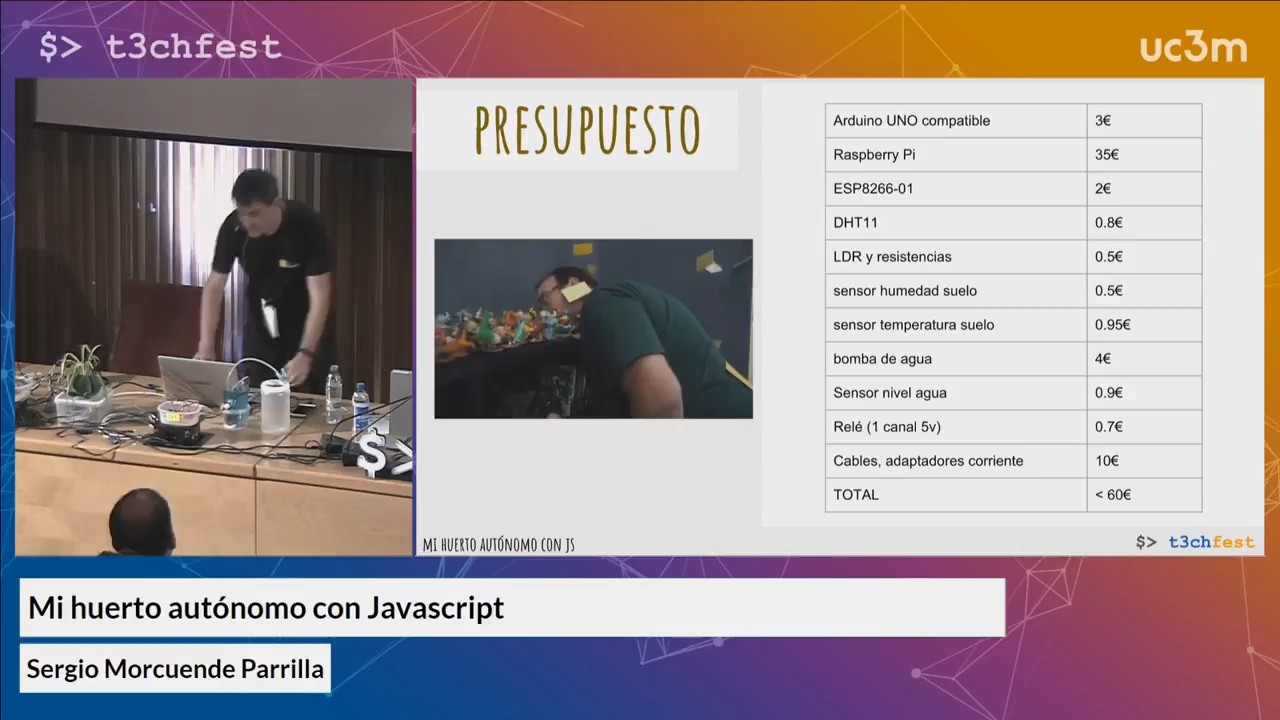 $> t3chfest
uc3m
PRESUPUESTO
Arduino UNO compatible 3€
Raspberry Pi 35€
ESP8266-01 2€
DHT11 0.8€
LDR y resistencias 0.5€
sensor humedad suelo 0.5€
sensor temperatura suelo 0.95€
bomba de agua 4€
Sensor nivel agua 0.9€
Relé (1 canal 5v) 0.7€
Cables, adaptadores corriente 10€
TOTAL < 60€
MI HUERTO AUTÓNOMO CON JS
$> t3chfest
$>
Mi huerto autónomo con Javascript
Sergio Morcuende Parrilla